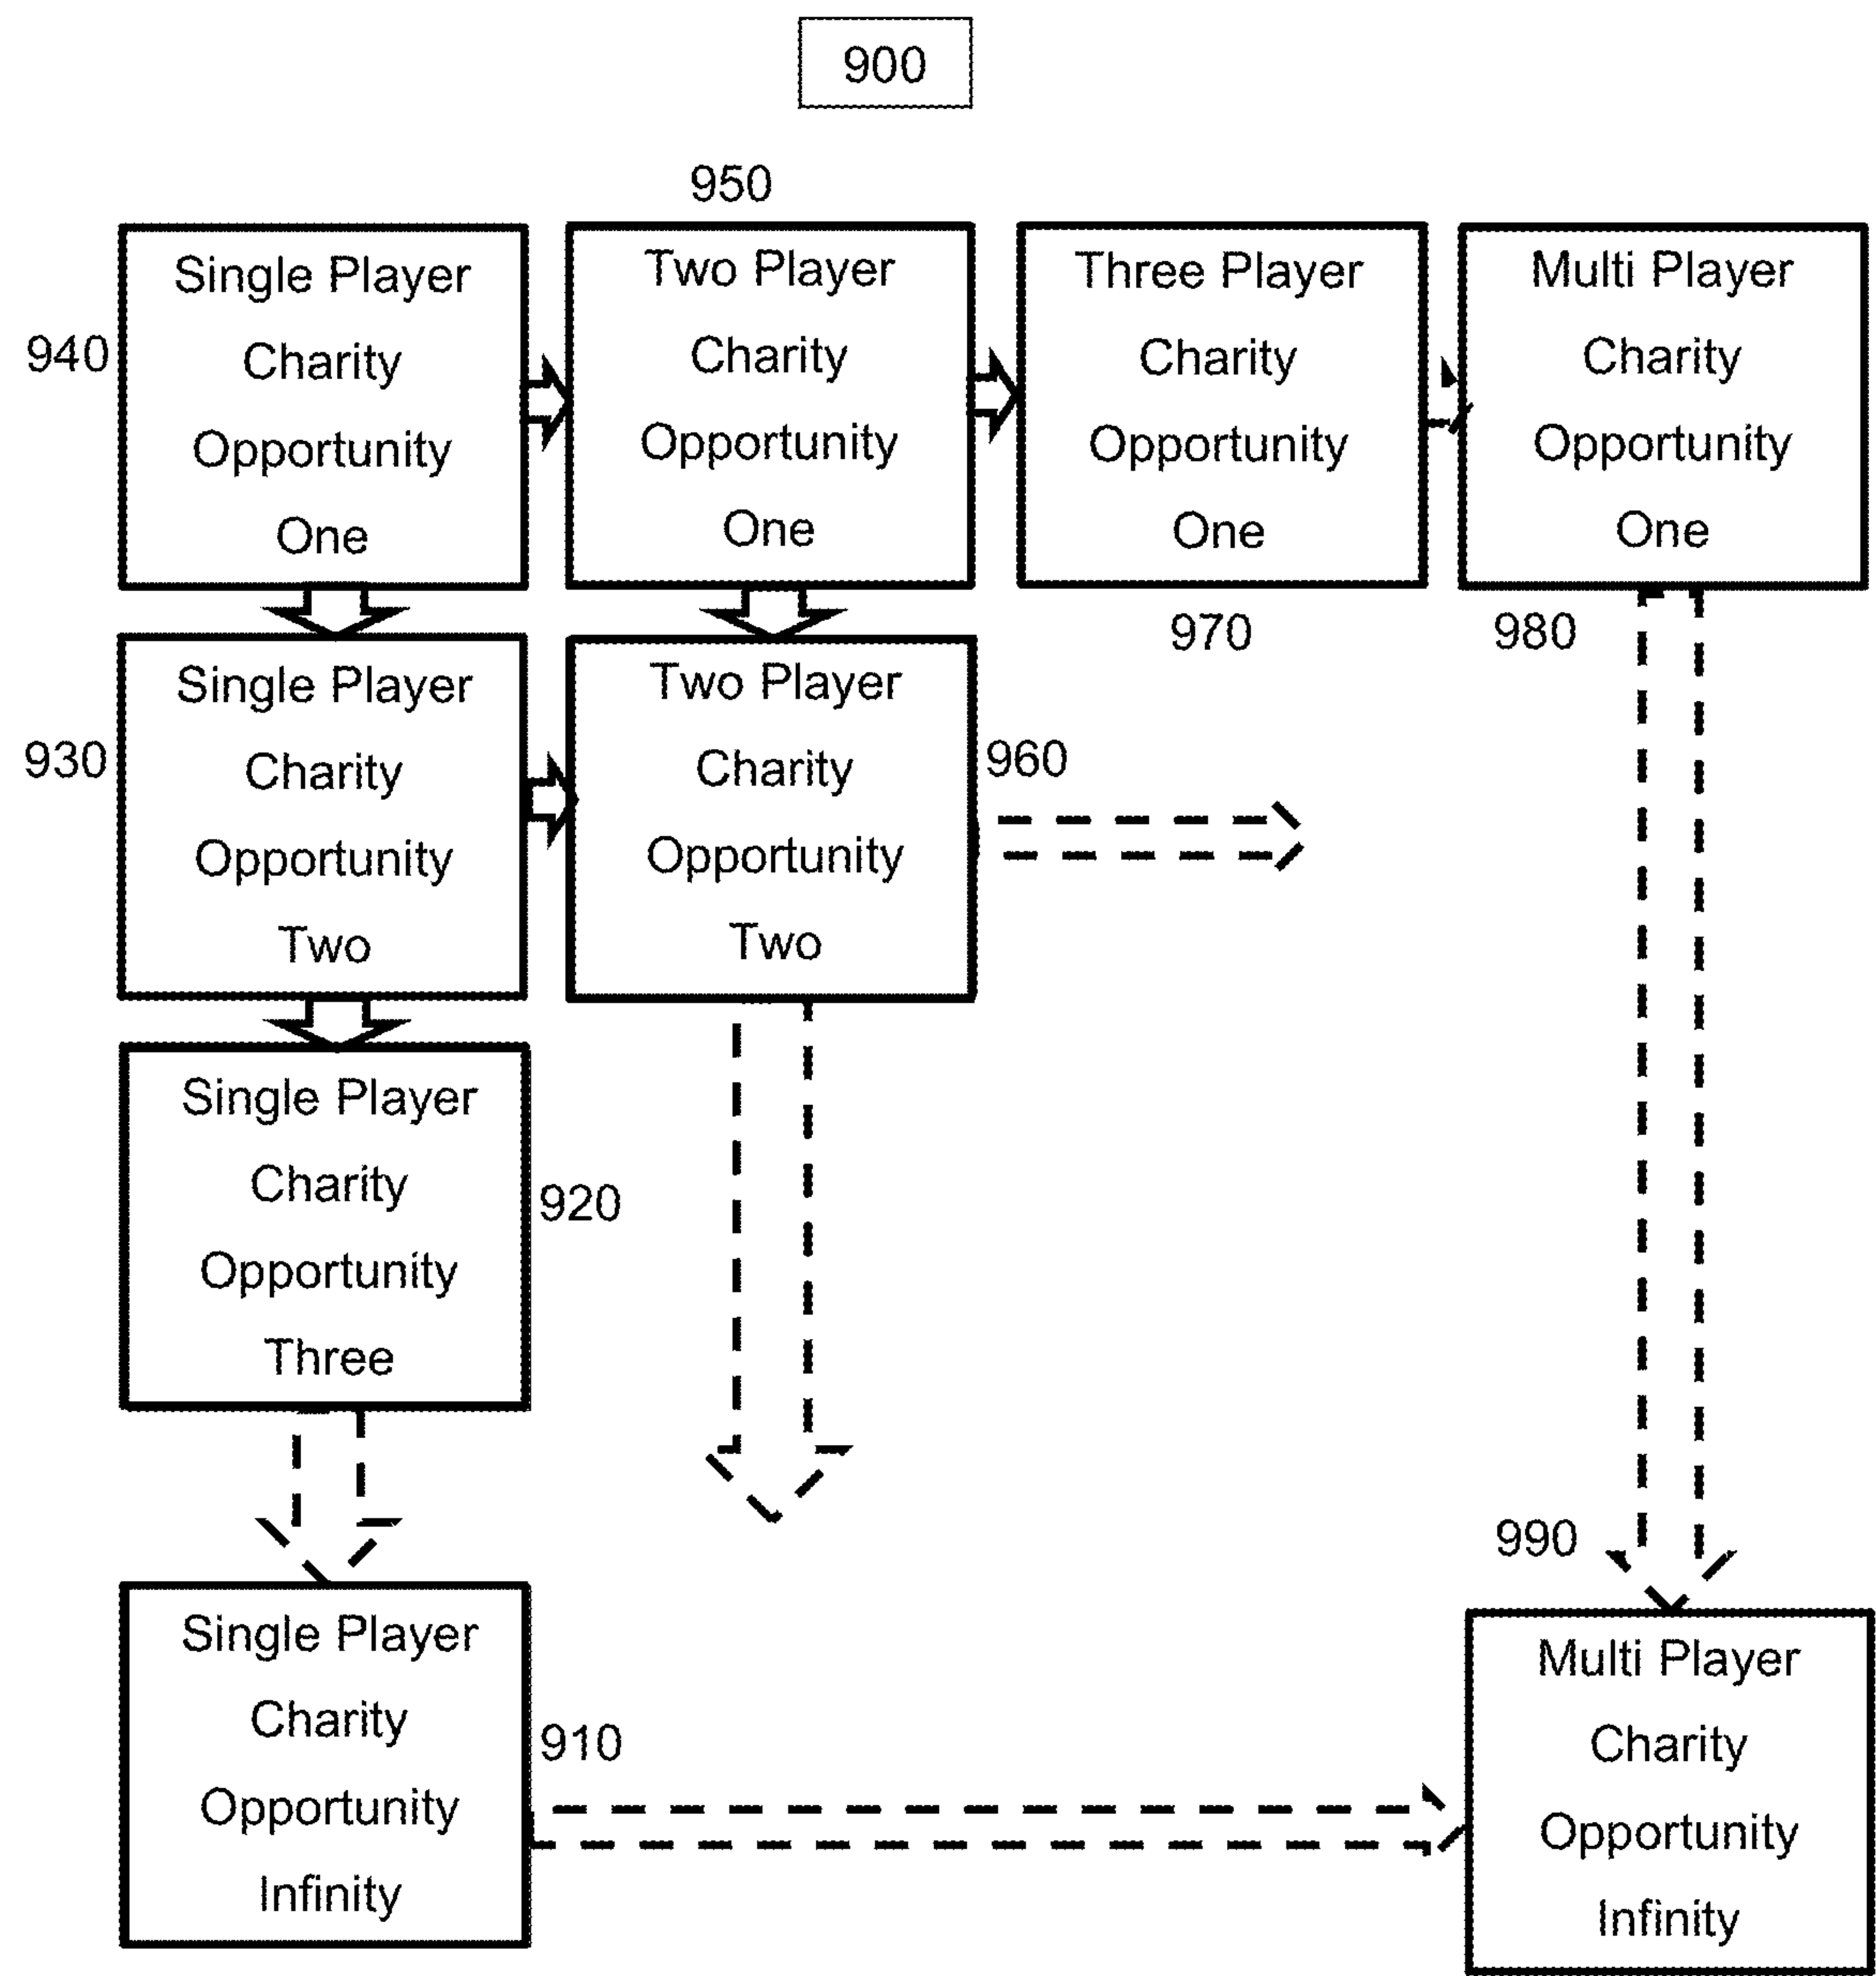 900
950
940
Single Player
Charity
Opportunity
One
Two Player
Charity
Opportunity
One
Three Player
Charity
Opportunity
One
Multi Player
Charity
Opportunity
One
970
980
930
Single Player
Charity
Opportunity
Two
Two Player
Charity
Opportunity
Two
960
Single Player
Charity
Opportunity
Three
920
990
Single Player
Charity
Opportunity
Infinity
910
Multi Player
Charity
Opportunity
Infinity